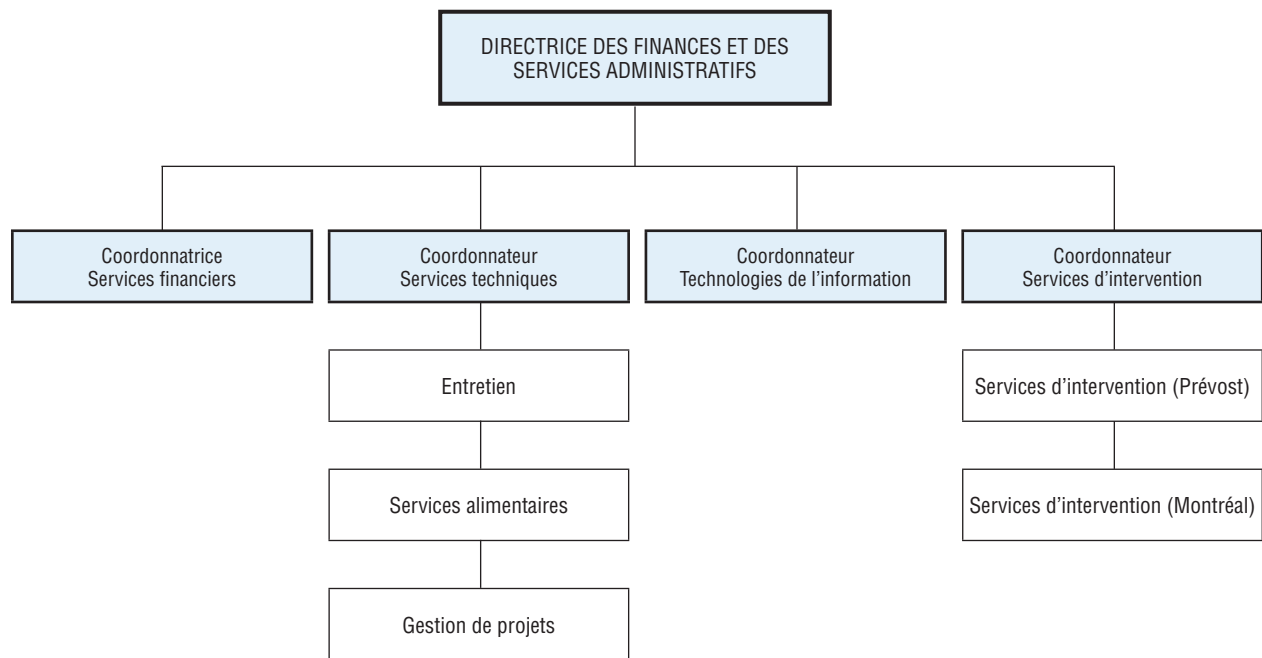 DIRECTRICE DES FINANCES ET DES
SERVICES ADMINISTRATIFS
Coordonnatrice
Services financiers
Coordonnateur
Services techniques
Coordonnateur
Technologies de l’information
Coordonnateur
Services d’intervention
Entretien
Services d’intervention (Prévost)
Services alimentaires
Services d’intervention (Montréal)
Gestion de projets